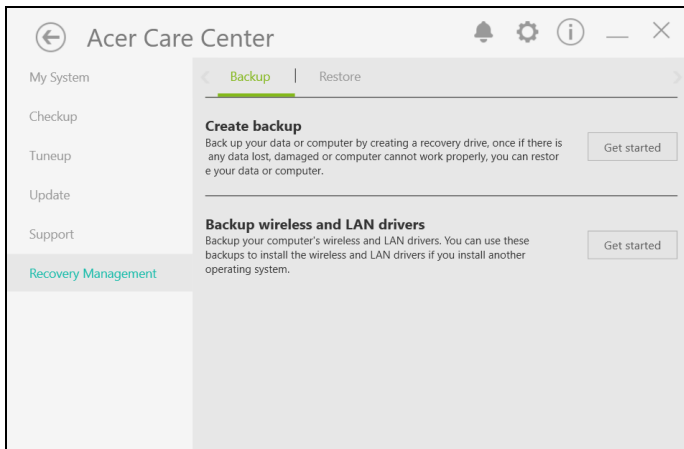 Acer Care Center
My System
Checkup
Tuneup
Update
Support
Recovery Management
Backup | Restore
Create backup
Back up your data or computer by creating a recovery drive, once if there is
any data lost, damaged or computer cannot work properly, you can restor
e your data or computer.
Get started
Backup wireless and LAN drivers
Backup your computer's wireless and LAN drivers. You can use these
backups to install the wireless and LAN drivers if you install another
operating system.
Get started